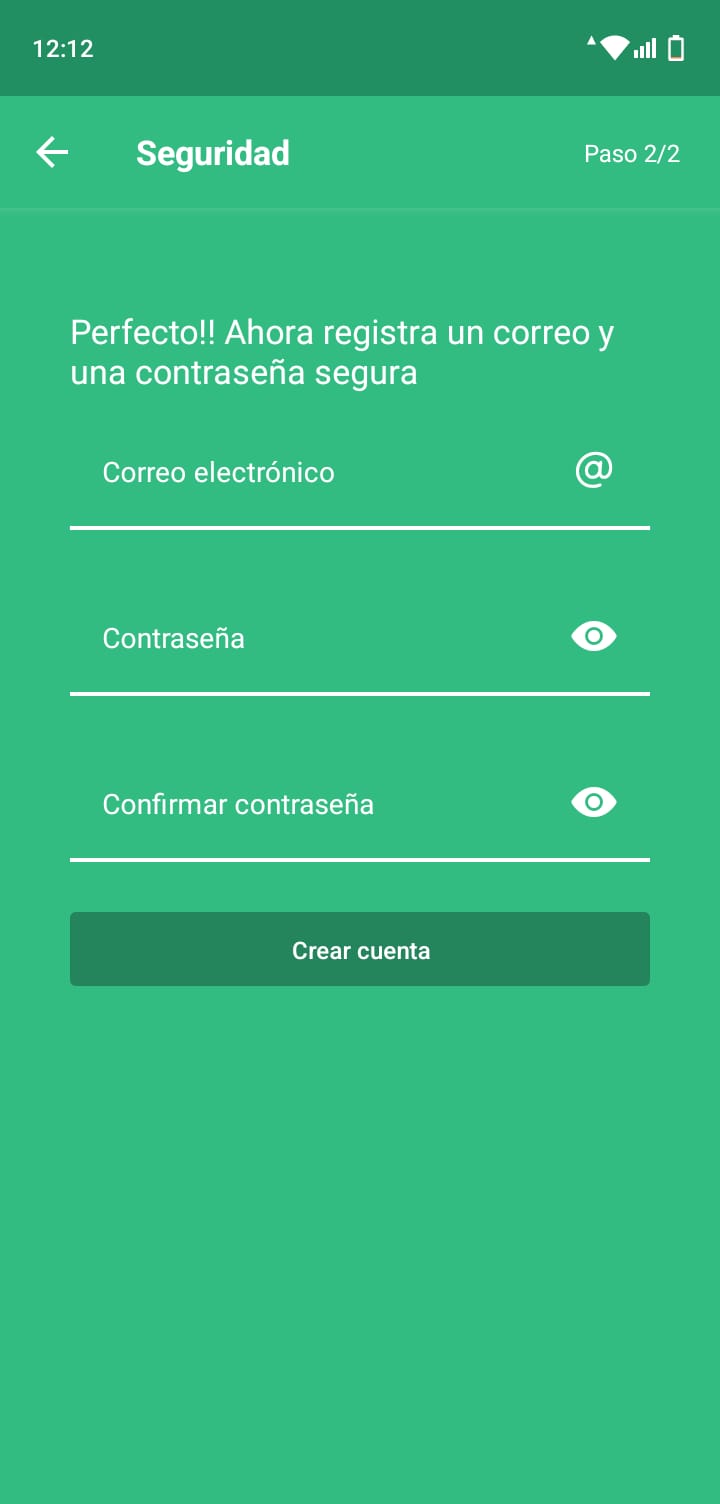 12:12
Seguridad
Paso 2/2
Perfecto!! Ahora registra un correo y
una contraseña segura
Correo electrónico
@
Contraseña
Confirmar contraseña
Crear cuenta